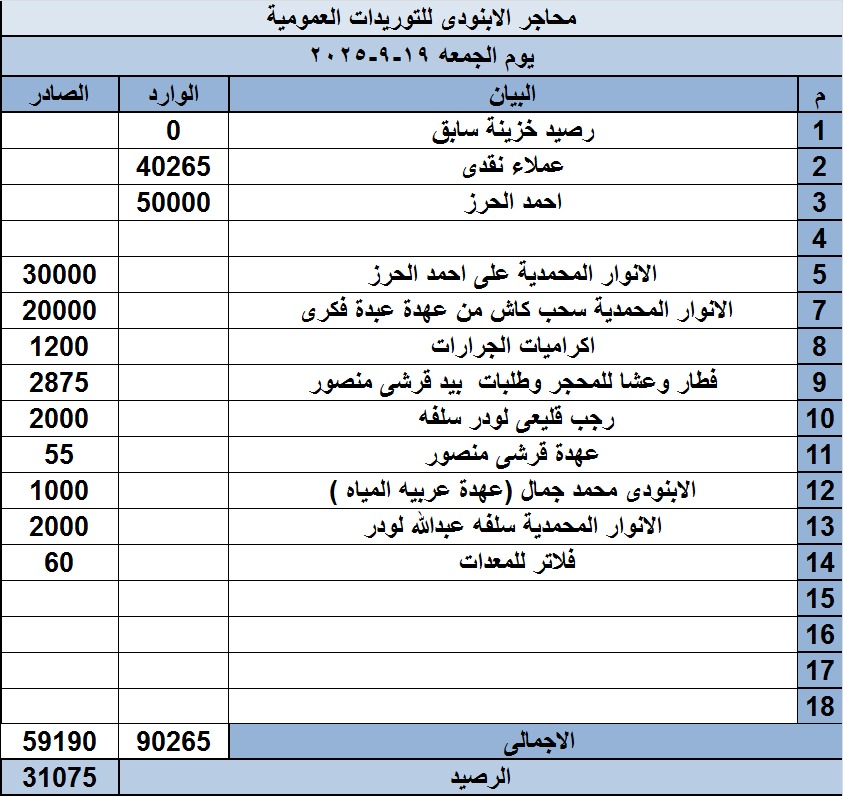 محاجر الابنودى للتوريدات العمومية
يوم الجمعه ١٩-٩-٢٠٢٥
م البيان الوارد الصادر
1 رصيد خزينة سابق 0
2 عملاء نقدى 40265
3 احمد الحرز 50000
4
5 الانوار المحمدية على احمد الحرز 30000
7 الانوار المحمدية سحب كاش من عهدة عبدة فكرى 20000
8 اكراميات الجرارات 1200
9 فطار وعشا للمحجر وطلبات بيد قرشى منصور 2875
10 رجب قليعى لودر سلفه 2000
11 عهدة قرشى منصور 55
12 الابنودى محمد جمال (عهدة عربيه المياه ) 1000
13 الانوار المحمدية سلفه عبدالله لودر 2000
14 فلاتر للمعدات 60
15
16
17
18
الاجمالى 90265 59190
الرصيد 31075